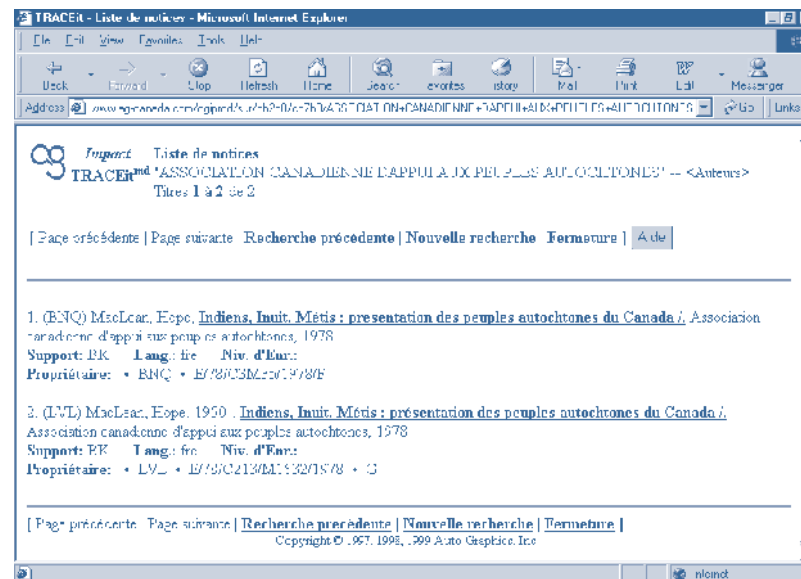 TRACEit - Liste de notices - Microsoft Internet Explorer
View Favorites Tools Help
Back Forward Stop Refresh Home Search Favorites History Mail Print Edit Messenger
Address Go Links
Impact Liste de notices
TRACEit md "ASSOCIATION CANADIENNE D'APPUI AUX PEUPLES AUTOCHTONES" -- <Auteurs>
Titres 1 à 2 de 2
[ Page précédente | Page suivante Recherche précédente | Nouvelle recherche Fermeture ] Aide
1. (BNQ) MacLean, Hope, Indiens, Inuit, Métis : presentation des peuples autochtones du Canada /, Association
canadienne d'appui aux peuples autochtones, 1978
Support: BK Lang.: fre Niv. d'Enr.:
Propriétaire: • BNQ •
2. (LVL) MacLean, Hope, 1950 . Indiens, Inuit, Métis : présentation des peuples autochtones du Canada /,
Association canadienne d'appui aux peuples autochtones, 1978
Support: BK Lang.: fre Niv. d'Enr.:
Propriétaire: • LVL • • G
[ Page précédente Page suivante | Recherche precédente | Nouvelle recherche | Fermeture ]
Copyright © 1997, 1998, 1999 Auto Graphics, Inc
Internet